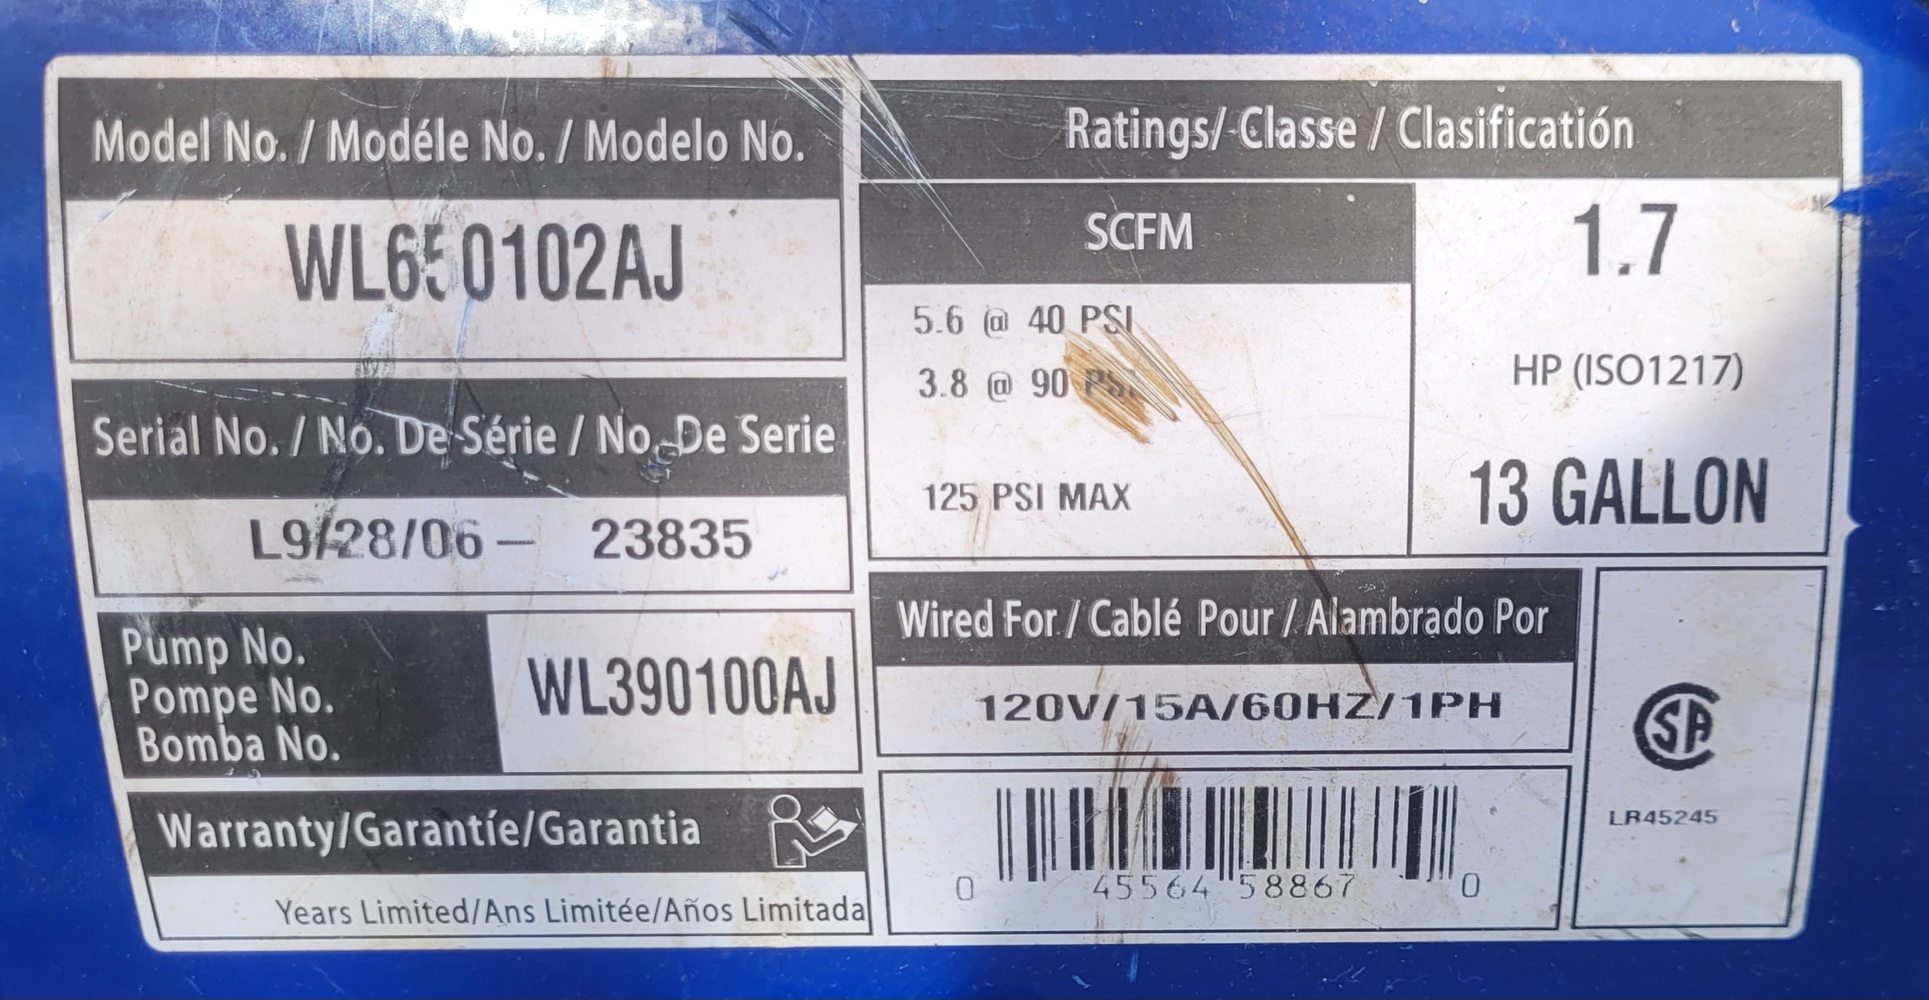 Model No. / Modéle No. / Modelo No.
WL650102AJ
Serial No. / No. De Série / No. De Serie
L9/28/06 – 23835
Pump No.
Pompe No.
Bomba No.
WL390100AJ
Warranty/Garantíe/Garantia
Years Limited/Ans Limitée/Años Limitada
Ratings/ Classe / Clasificatión
SCFM
5.6 @ 40 PSI
3.8 @ 90 PSI
125 PSI MAX
1.7
HP (ISO1217)
13 GALLON
Wired For / Cablé Pour / Alambrado Por
120V/15A/60HZ/1PH
0 45564 58867 0
CSA
LR45245